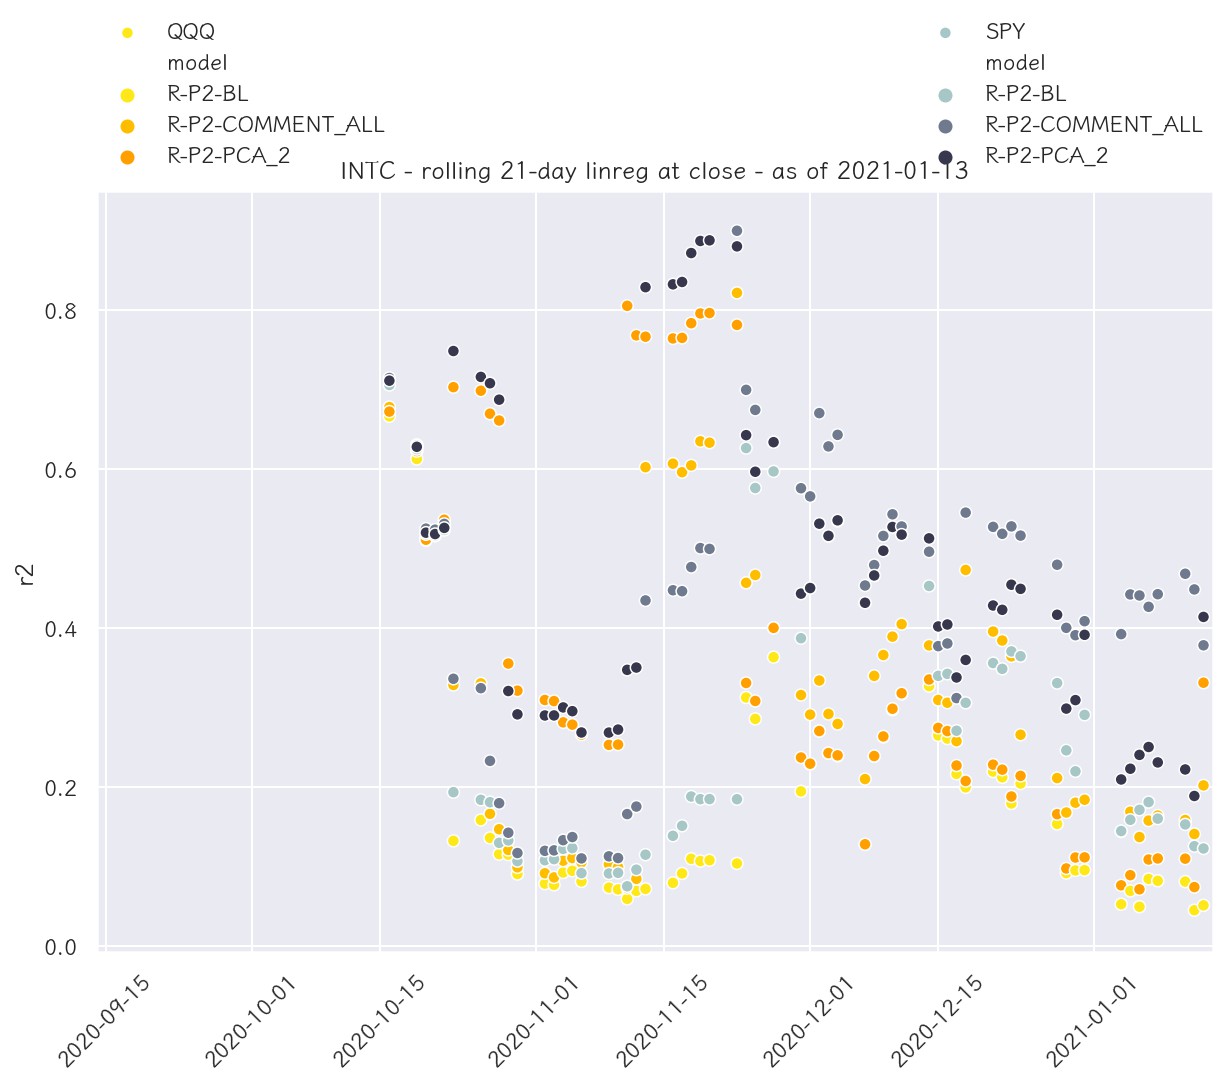 QQQ
model
R-P2-BL
R-P2-COMMENT_ALL
R-P2-PCA_2
SPY
model
R-P2-BL
R-P2-COMMENT_ALL
R-P2-PCA_2
INTC - rolling 21-day linreg at close - as of 2021-01-13
r2
0.8
0.6
0.4
0.2
0.0
2020-09-15
2020-10-01
2020-10-15
2020-11-01
2020-11-15
2020-12-01
2020-12-15
2021-01-01